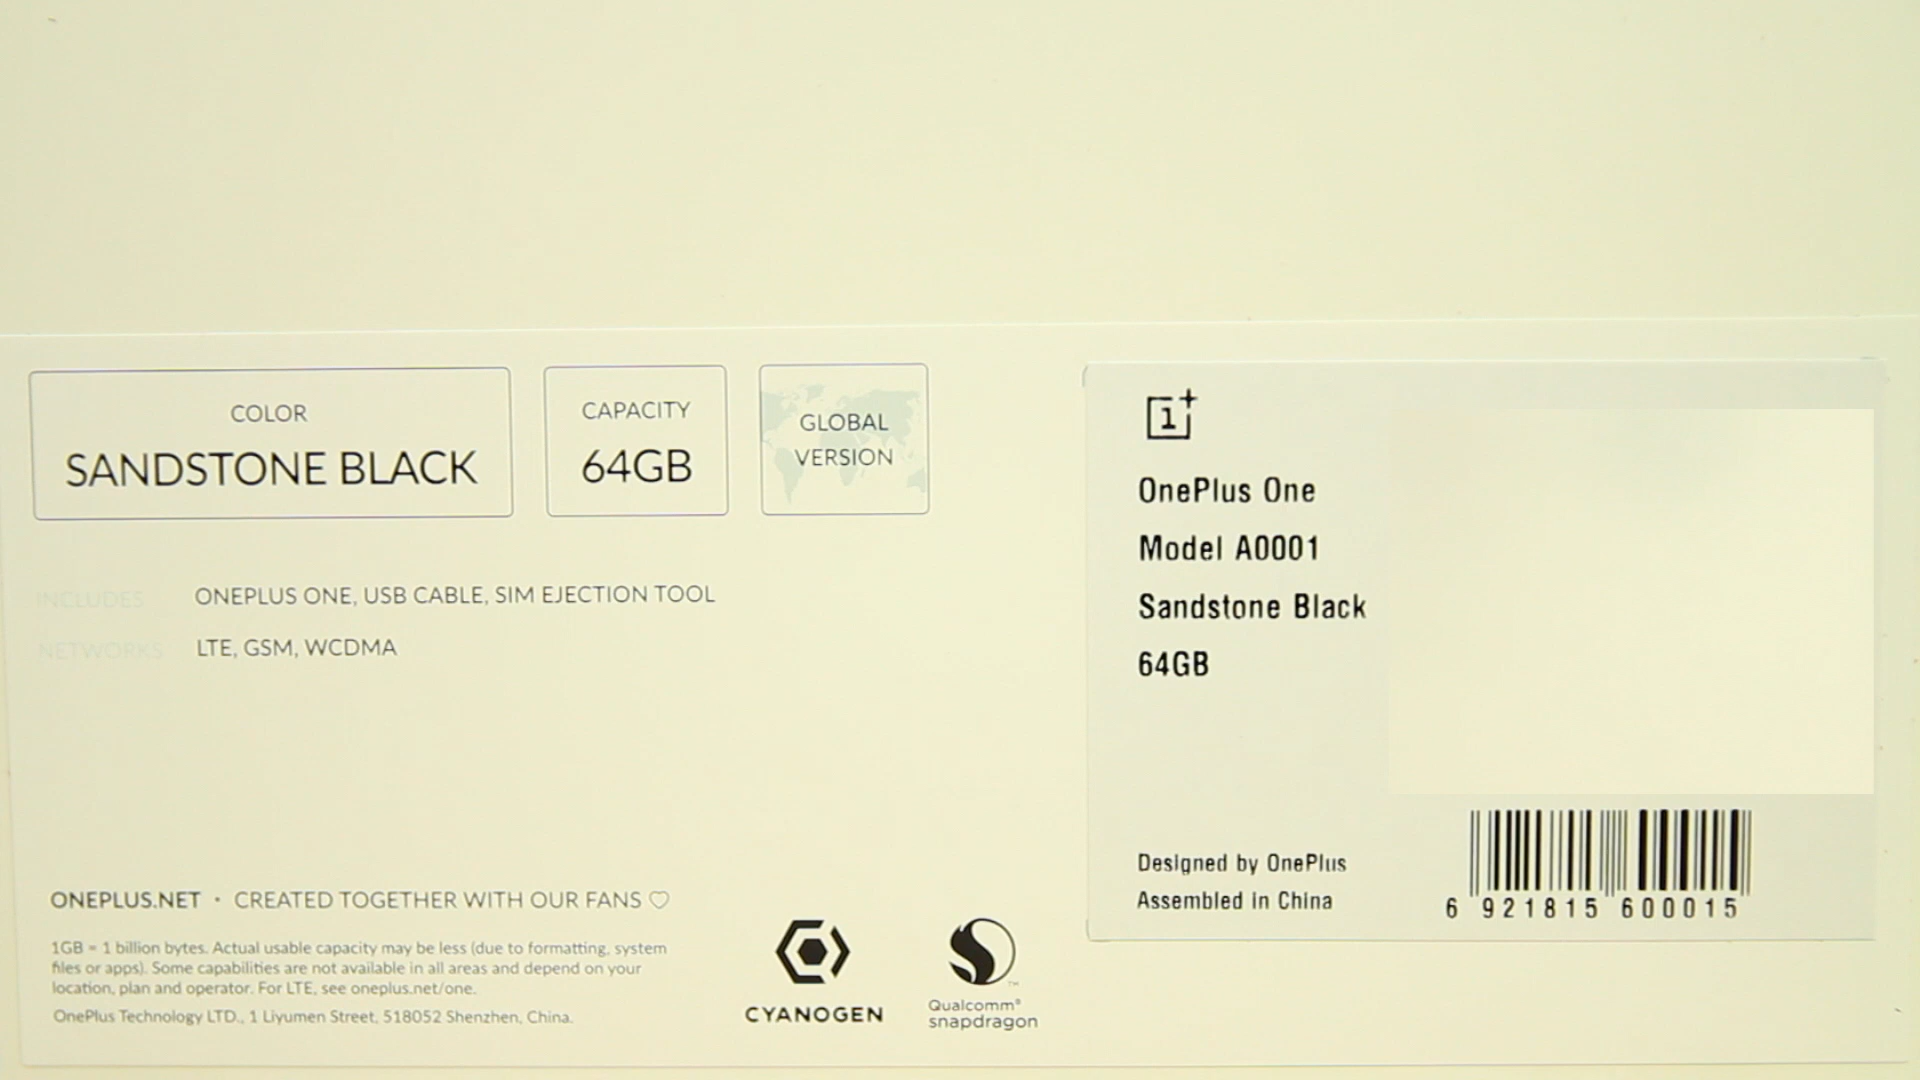 COLOR
SANDSTONE BLACK
CAPACITY
64GB
GLOBAL
VERSION
INCLUDES ONEPLUS ONE, USB CABLE, SIM EJECTION TOOL
NETWORKS LTE, GSM, WCDMA
ONEPLUS.NET · CREATED TOGETHER WITH OUR FANS ♡
1GB = 1 billion bytes. Actual usable capacity may be less (due to formatting, system
files or apps). Some capabilities are not available in all areas and depend on your
location, plan and operator. For LTE, see oneplus.net/one.
OnePlus Technology LTD., 1 Liyumen Street, 518052 Shenzhen, China.
CYANOGEN
Qualcomm®
snapdragon™
1+
OnePlus One
Model A0001
Sandstone Black
64GB
Designed by OnePlus
Assembled in China
6 921815 600015